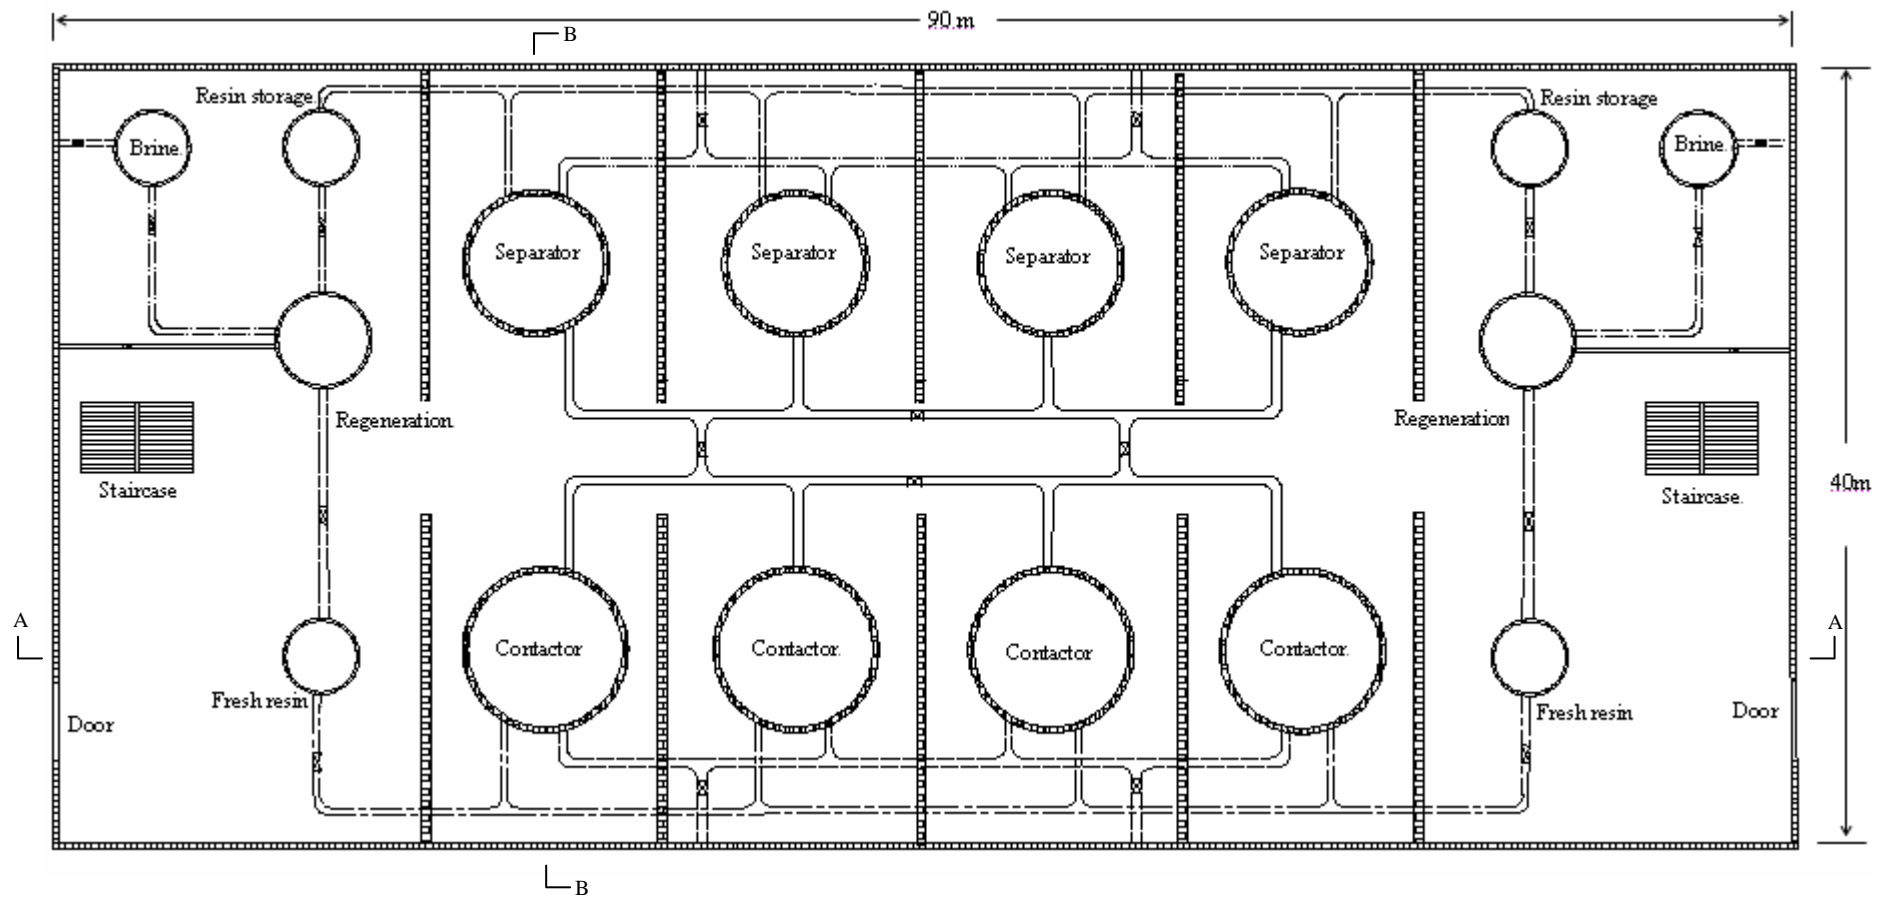 90.m
B
Resin storage
Resin storage
Brine.
Brine.
Separator
Separator
Separator
Separator
Regeneration
Regeneration
Staircase
Staircase.
40m
A
A
Contactor
Contactor.
Contactor
Contactor.
Fresh resin
Fresh resin
Door
Door
B